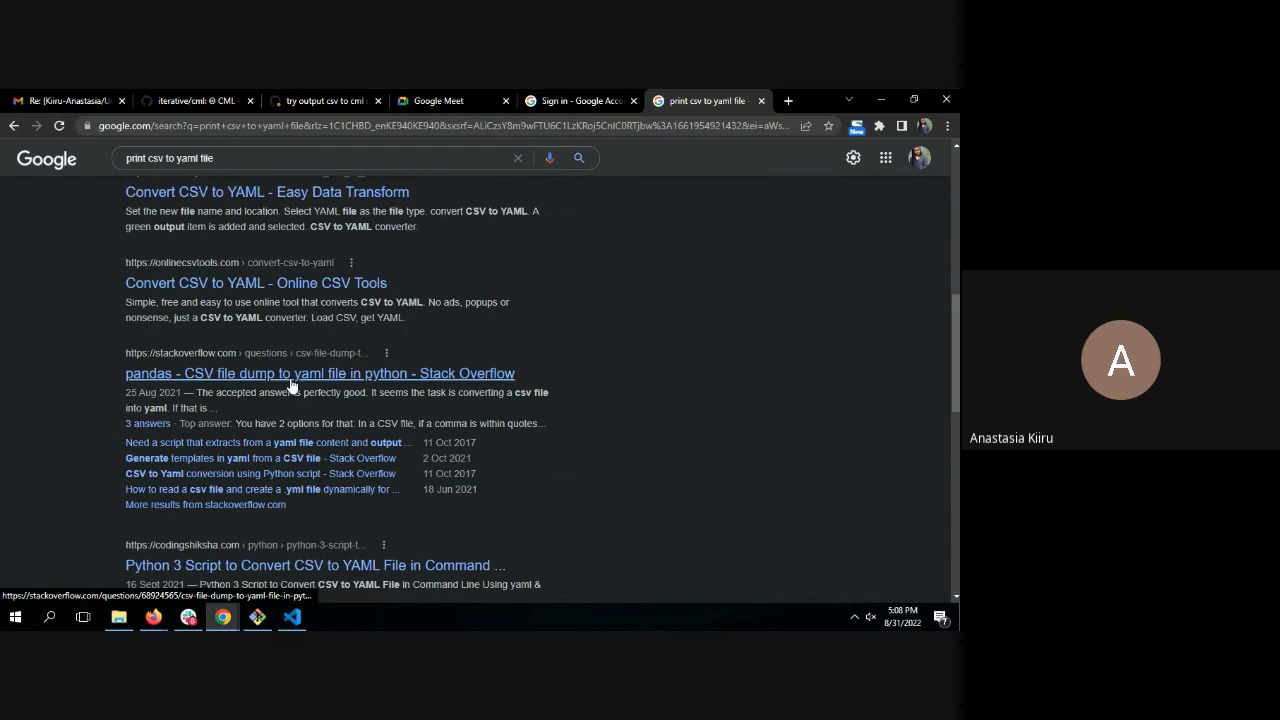 Re: [Kiiru-Anastasia/U
iterative/cml: ♾️ CML -
try output csv to cml
Google Meet
Sign in - Google Acco
print csv to yaml file -
google.com/search?q=print+csv+to+yaml+file&rlz=1C1CHBD_enKE940KE940&sxsrf=ALiCzsY8m9wFTU6C1LzKRoj5CnIC0RTjbw%3A1661954921432&ei=aWs...
New
Google
print csv to yaml file
Convert CSV to YAML - Easy Data Transform
Set the new file name and location. Select YAML file as the file type. convert CSV to YAML. A
green output item is added and selected. CSV to YAML converter.
https://onlinecsvtools.com › convert-csv-to-yaml
Convert CSV to YAML - Online CSV Tools
Simple, free and easy to use online tool that converts CSV to YAML. No ads, popups or
nonsense, just a CSV to YAML converter. Load CSV, get YAML.
https://stackoverflow.com › questions › csv-file-dump-t...
pandas - CSV file dump to yaml file in python - Stack Overflow
25 Aug 2021 — The accepted answer is perfectly good. It seems the task is converting a csv file
into yaml. If that is ...
3 answers · Top answer: You have 2 options for that: In a CSV file, if a comma is within quotes...
Need a script that extracts from a yaml file content and output ... 11 Oct 2017
Generate templates in yaml from a CSV file - Stack Overflow 2 Oct 2021
CSV to Yaml conversion using Python script - Stack Overflow 11 Oct 2017
How to read a csv file and create a .yml file dynamically for ... 18 Jun 2021
More results from stackoverflow.com
https://codingshiksha.com › python › python-3-script-t...
Python 3 Script to Convert CSV to YAML File in Command ...
16 Sept 2021 — Python 3 Script to Convert CSV to YAML File in Command Line Using yaml &
https://stackoverflow.com/questions/68924565/csv-file-dump-to-yaml-file-in-pyt...
5:08 PM
8/31/2022
7
A
Anastasia Kiiru